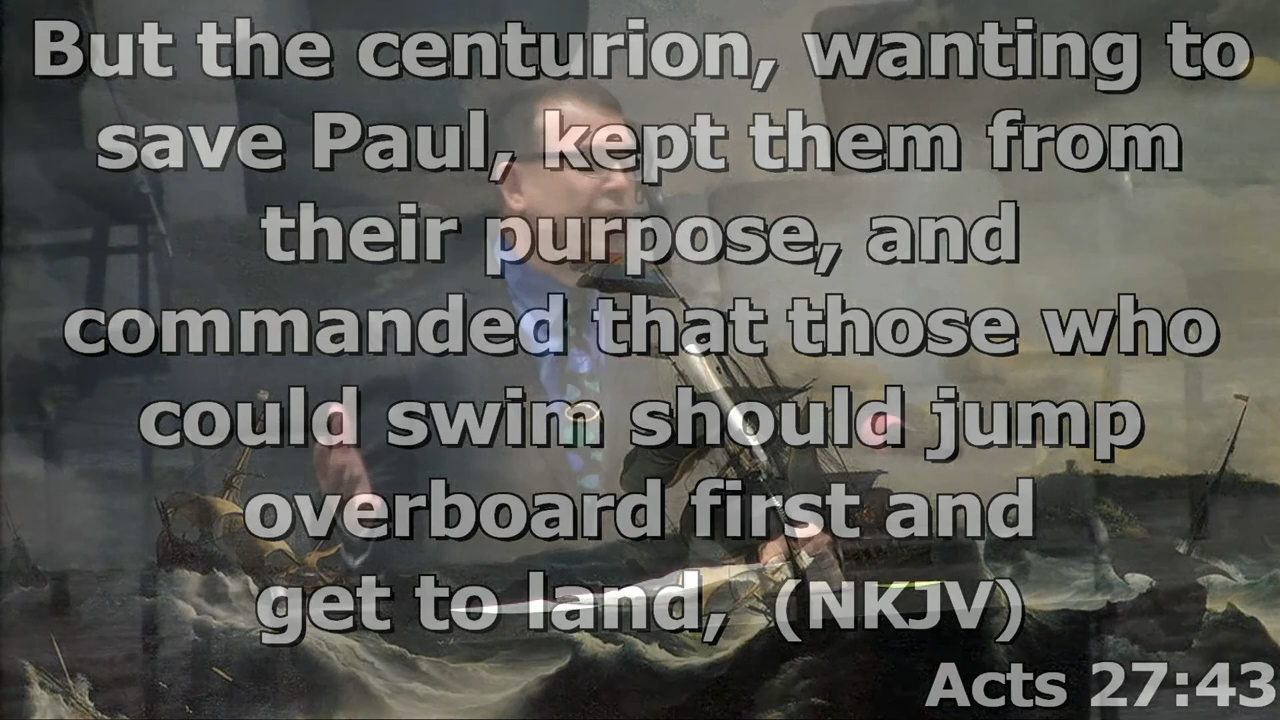 But the centurion, wanting to
save Paul, kept them from
their purpose, and
commanded that those who
could swim should jump
overboard first and
get to land, (NKJV)
Acts 27:43